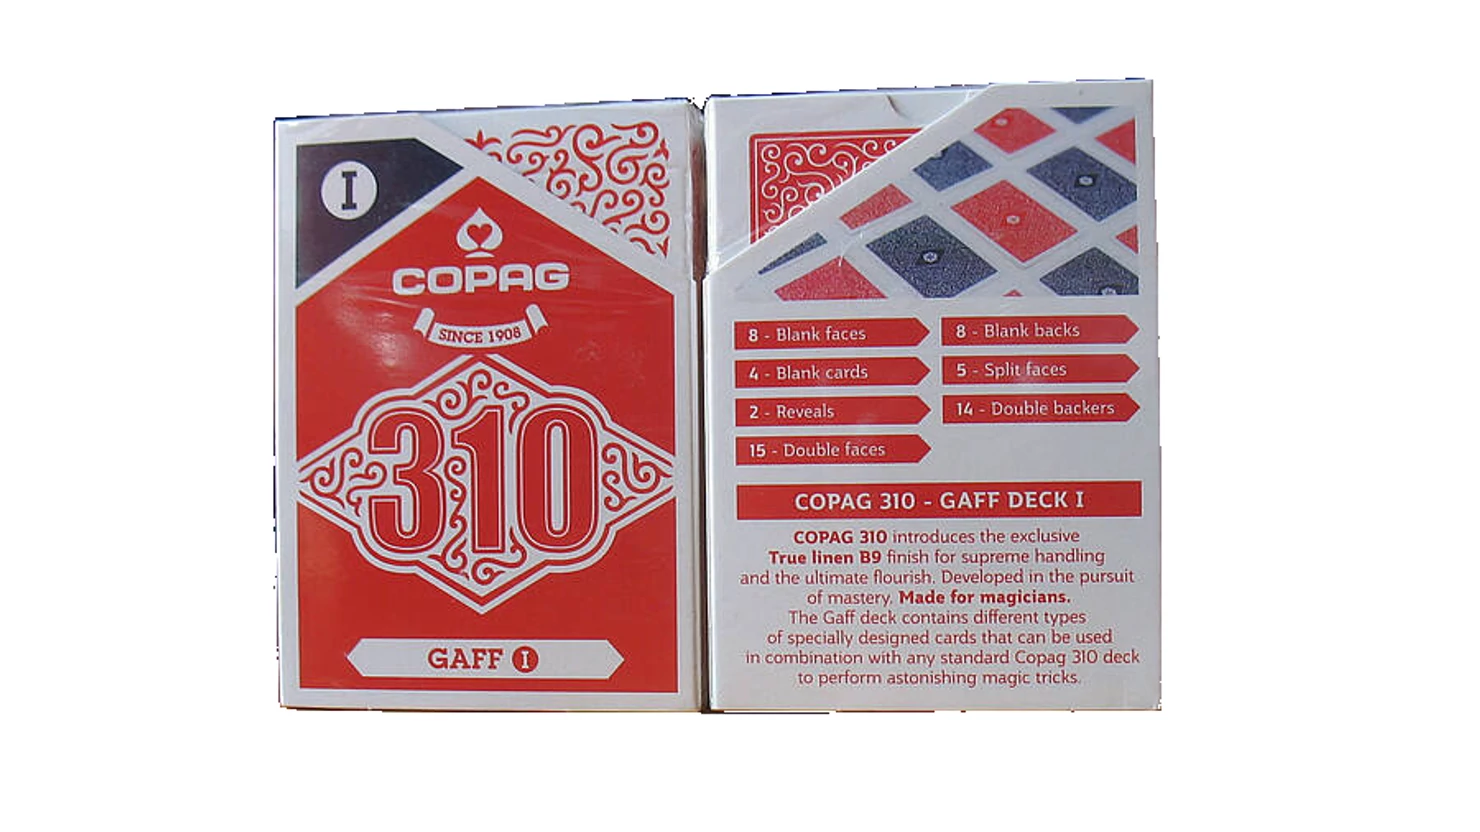 I
COPAG
SINCE 1908
310
GAFF I
8 - Blank faces
8 - Blank backs
4 - Blank cards
5 - Split faces
2 - Reveals
14 - Double backers
15 - Double faces
COPAG 310 - GAFF DECK I
COPAG 310 introduces the exclusive
True linen B9 finish for supreme handling
and the ultimate flourish. Developed in the pursuit
of mastery. Made for magicians.
The Gaff deck contains different types
of specially designed cards that can be used
in combination with any standard Copag 310 deck
to perform astonishing magic tricks.